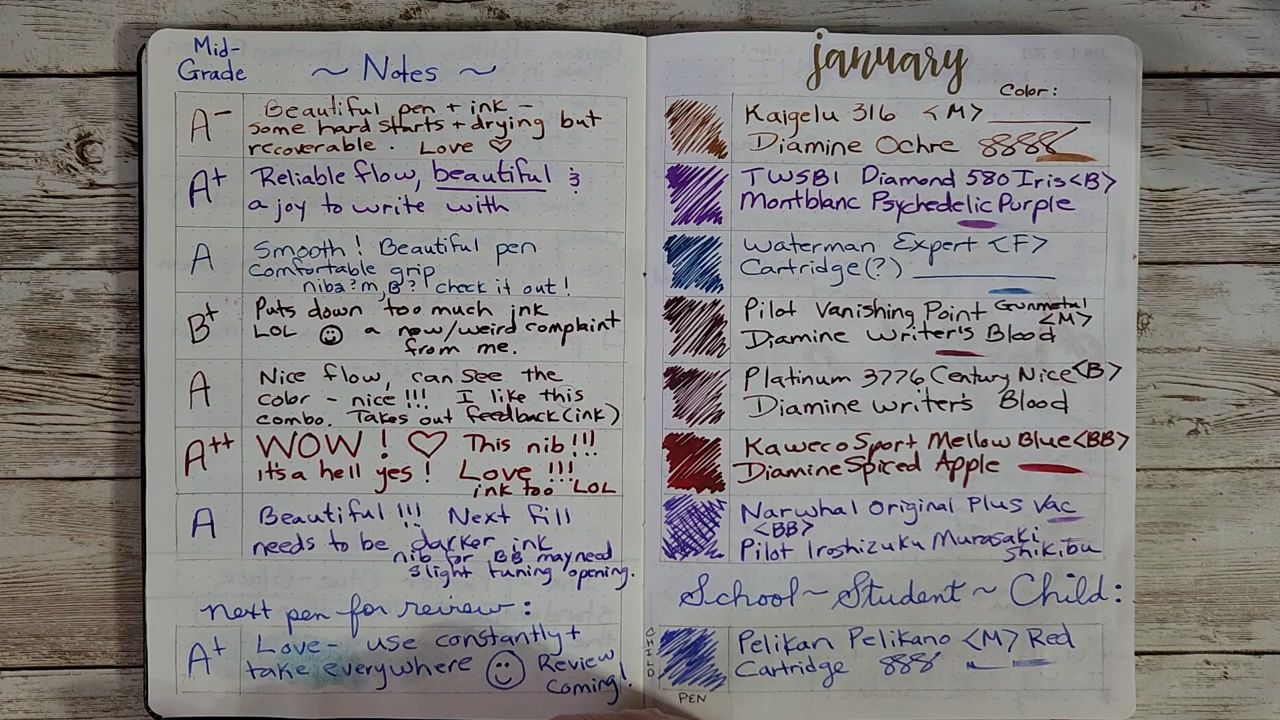 Mid-
Grade
~ Notes ~
A-
Beautiful pen + ink -
some hard starts + drying but
recoverable. Love ♡
A+
Reliable flow, beautiful &
a joy to write with
A
Smooth! Beautiful pen
Comfortable grip
nibs? m, B? check it out!
B+
Puts down too much ink
LOL ☺ a new/weird complaint
from me.
A
Nice flow, can see the
color - nice!!! I like this
combo. Takes out feedback (ink)
A++
WOW! ♡ This nib!!!
it's a hell yes! Love!!!
ink too LOL
A
Beautiful!!! Next fill
needs to be darker ink
nib for BB may need
slight tuning opening.
next pen for review:
A+
Love - use constantly +
take everywhere ☺ Review
Coming!
january
Color:
Kaigelu 316 <M>
Diamine Ochre 8888
TWSBI Diamond 580 Iris <B>
Montblanc Psychedelic Purple
Waterman Expert <F>
Cartridge (?)
Pilot Vanishing Point Gunmetal
<M>
Diamine Writer's Blood
Platinum 3776 Century Nice <B>
Diamine Writer's Blood
Kaweco Sport Mellow Blue <BB>
Diamine Spiced Apple
Narwhal Original Plus Vac
<BB>
Pilot Iroshizuku Murasaki
Shikibu
School ~ Student ~ Child:
CHILD
Pelikan Pelikano <M> Red
Cartridge 888
PEN